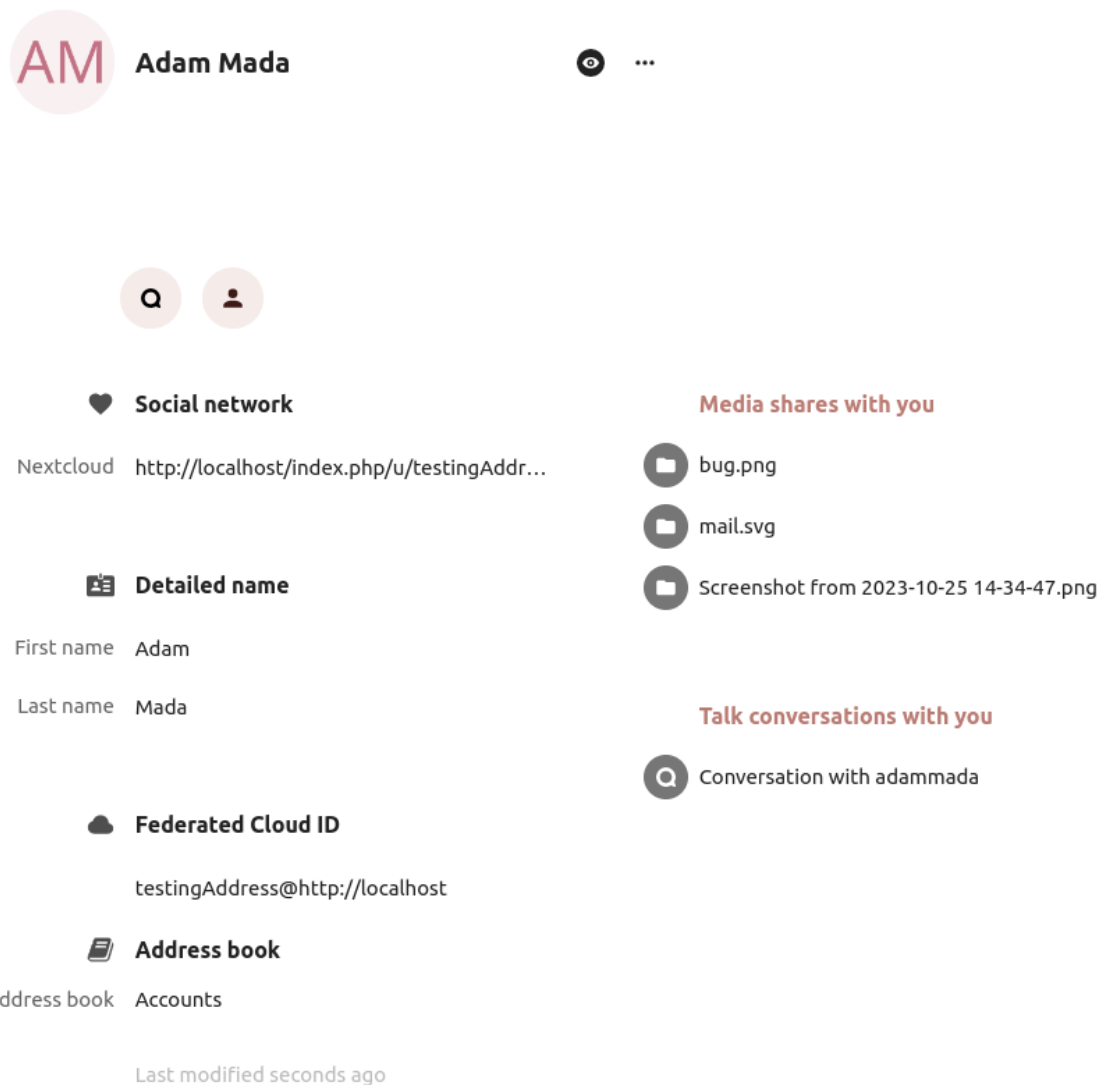 AM
Adam Mada
Social network
Nextcloud http://localhost/index.php/u/testingAddr...
Detailed name
First name Adam
Last name Mada
Federated Cloud ID
testingAddress@http://localhost
Address book
ddress book Accounts
Last modified seconds ago
Media shares with you
bug.png
mail.svg
Screenshot from 2023-10-25 14-34-47.png
Talk conversations with you
Conversation with adammada